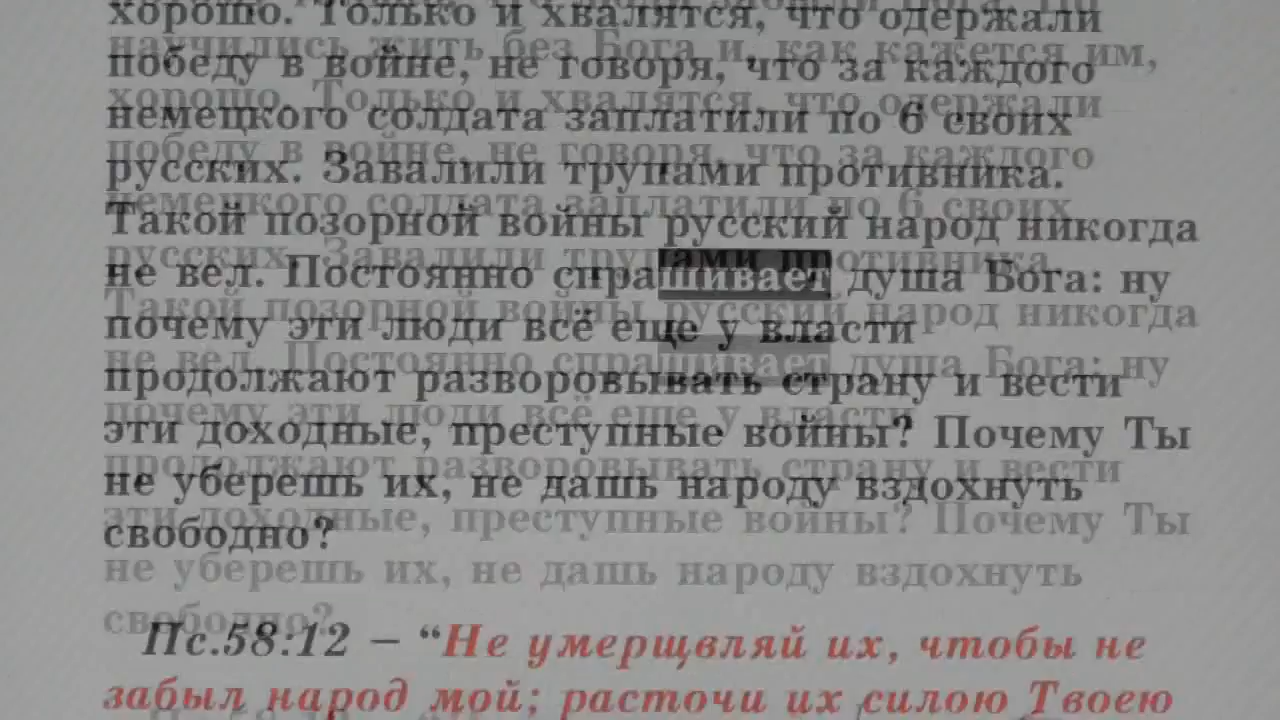 хорошо. Только и хвалятся, что одержали
победу в войне, не говоря, что за каждого
немецкого солдата заплатили по 6 своих
русских. Завалили трупами противника.
Такой позорной войны русский народ никогда
не вел. Постоянно спрашивает душа Бога: ну
почему эти люди всё еще у власти
продолжают разворовывать страну и вести
эти доходные, преступные войны? Почему Ты
не уберешь их, не дашь народу вздохнуть
свободно?
Пс.58:12 – “Не умерщвляй их, чтобы не
забыл народ мой; расточи их силою Твоею